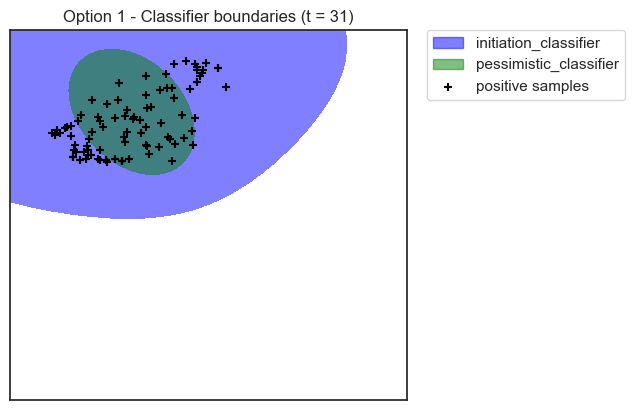 Option 1 - Classifier boundaries (t = 31)
initiation_classifier
pessimistic_classifier
positive samples